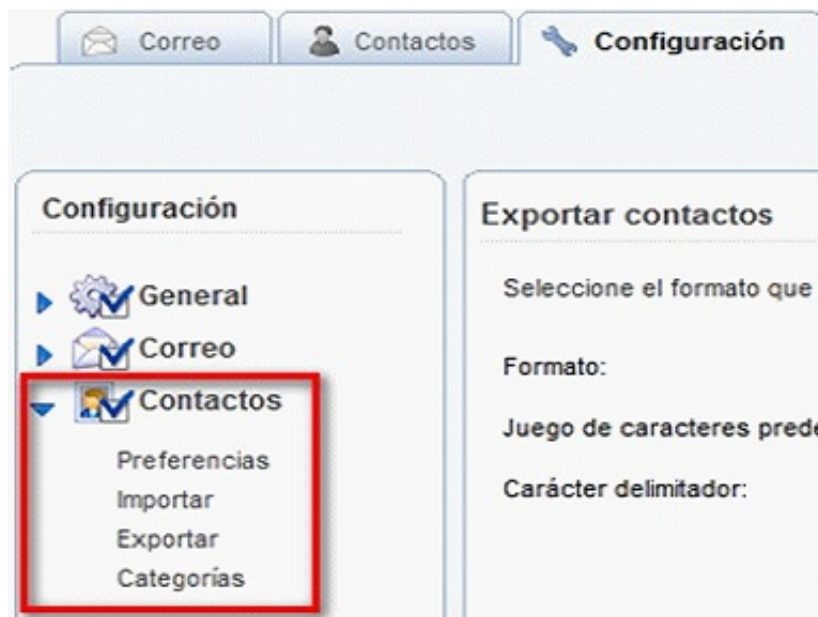 Correo
Contactos
Configuración
Configuración
General
Correo
Contactos
Preferencias
Importar
Exportar
Categorías
Exportar contactos
Seleccione el formato que
Formato:
Juego de caracteres prede
Carácter delimitador: